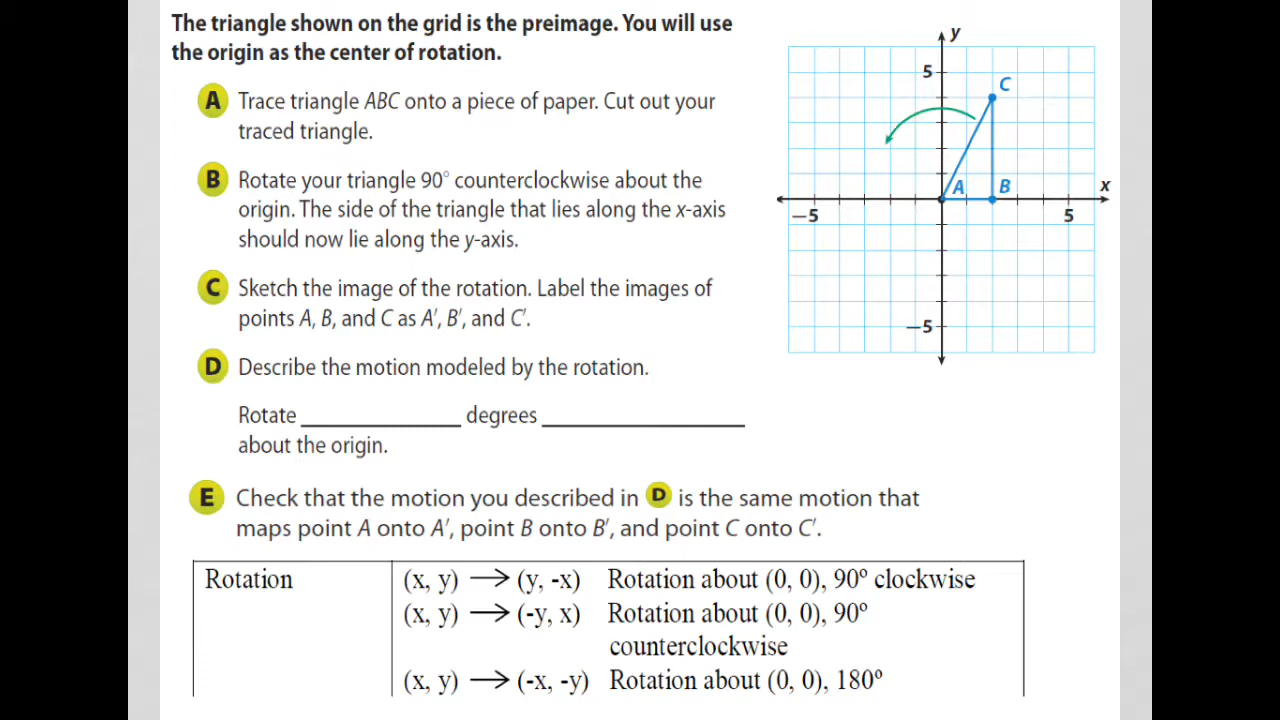 The triangle shown on the grid is the preimage. You will use
the origin as the center of rotation.
A Trace triangle ABC onto a piece of paper. Cut out your
traced triangle.
B Rotate your triangle 90° counterclockwise about the
origin. The side of the triangle that lies along the x-axis
should now lie along the y-axis.
C Sketch the image of the rotation. Label the images of
points A, B, and C as A′, B′, and C′.
D Describe the motion modeled by the rotation.
Rotate ____________ degrees ________________
about the origin.
E Check that the motion you described in D is the same motion that
maps point A onto A′, point B onto B′, and point C onto C′.
y
5
C
A
B
x
−5
5
−5
Rotation
(x, y) → (y, -x) Rotation about (0, 0), 90° clockwise
(x, y) → (-y, x) Rotation about (0, 0), 90°
counterclockwise
(x, y) → (-x, -y) Rotation about (0, 0), 180°